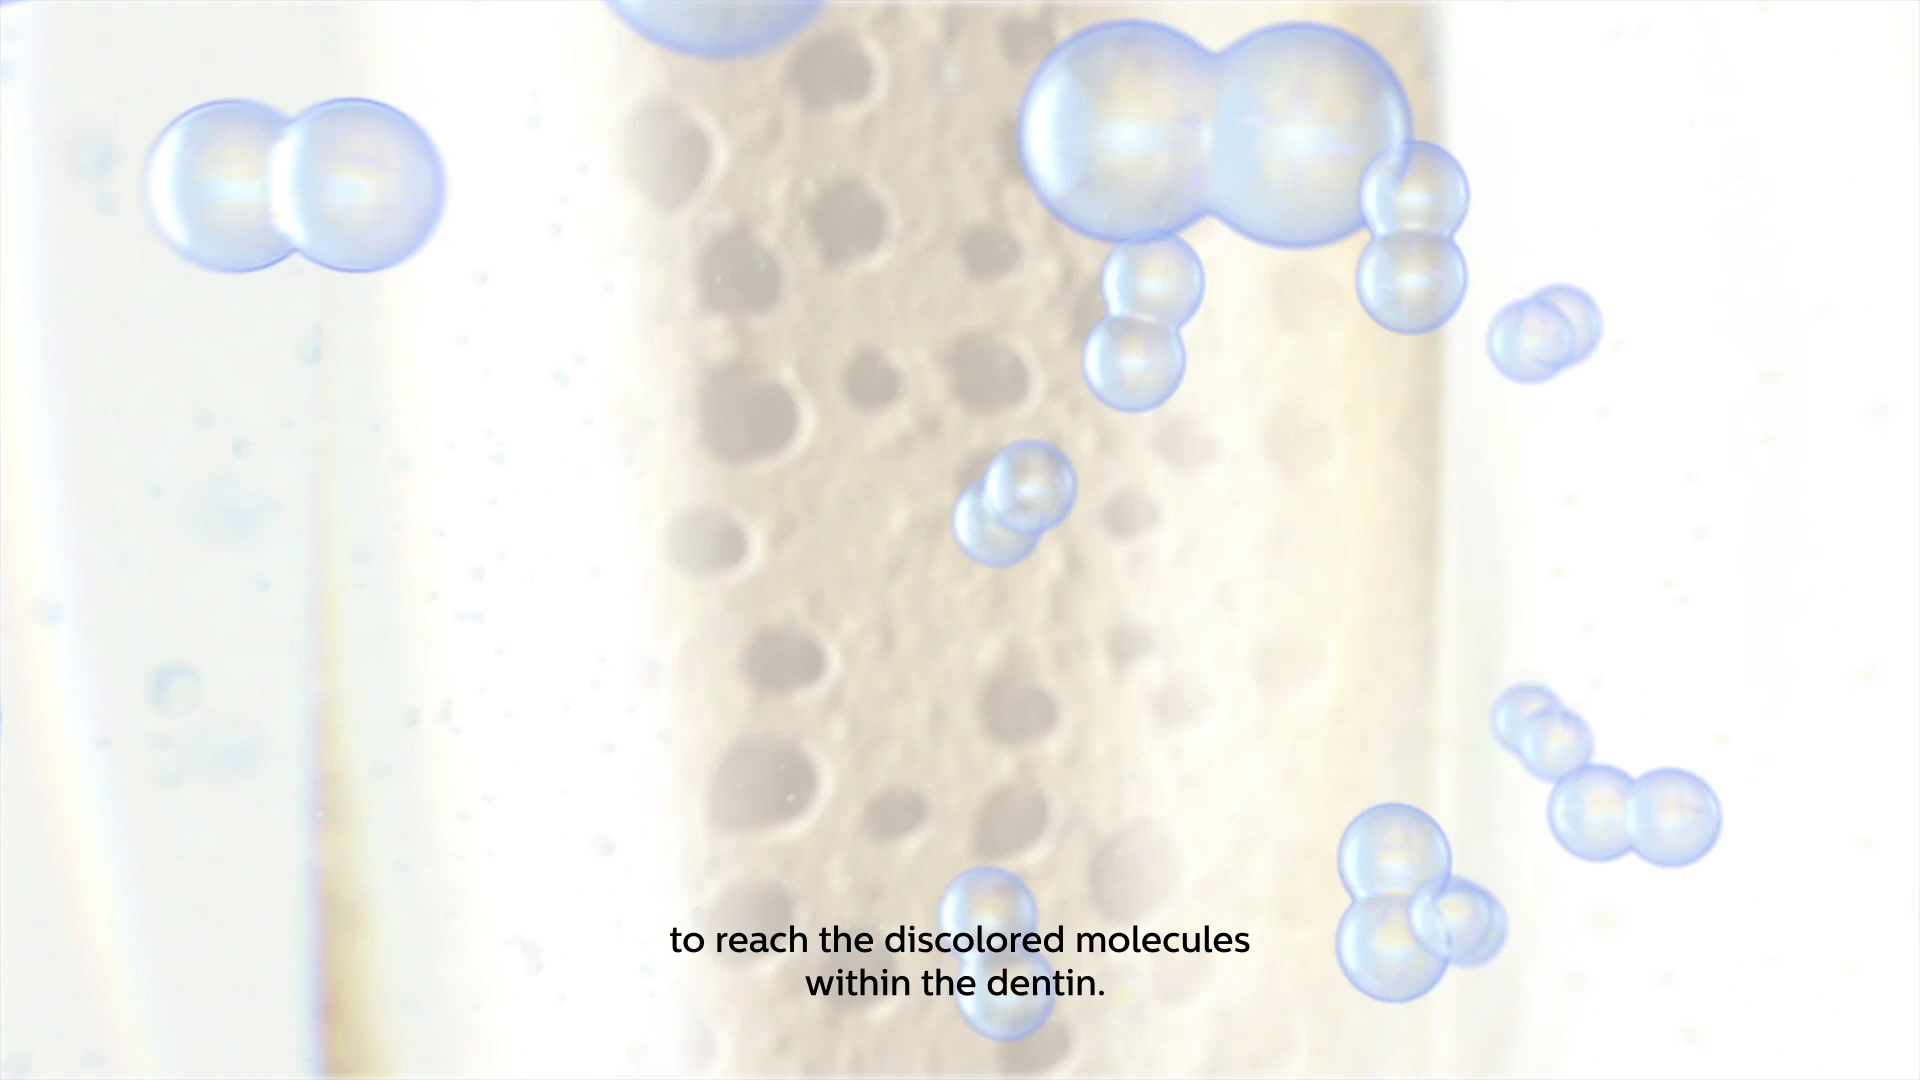 to reach the discolored molecules
within the dentin.